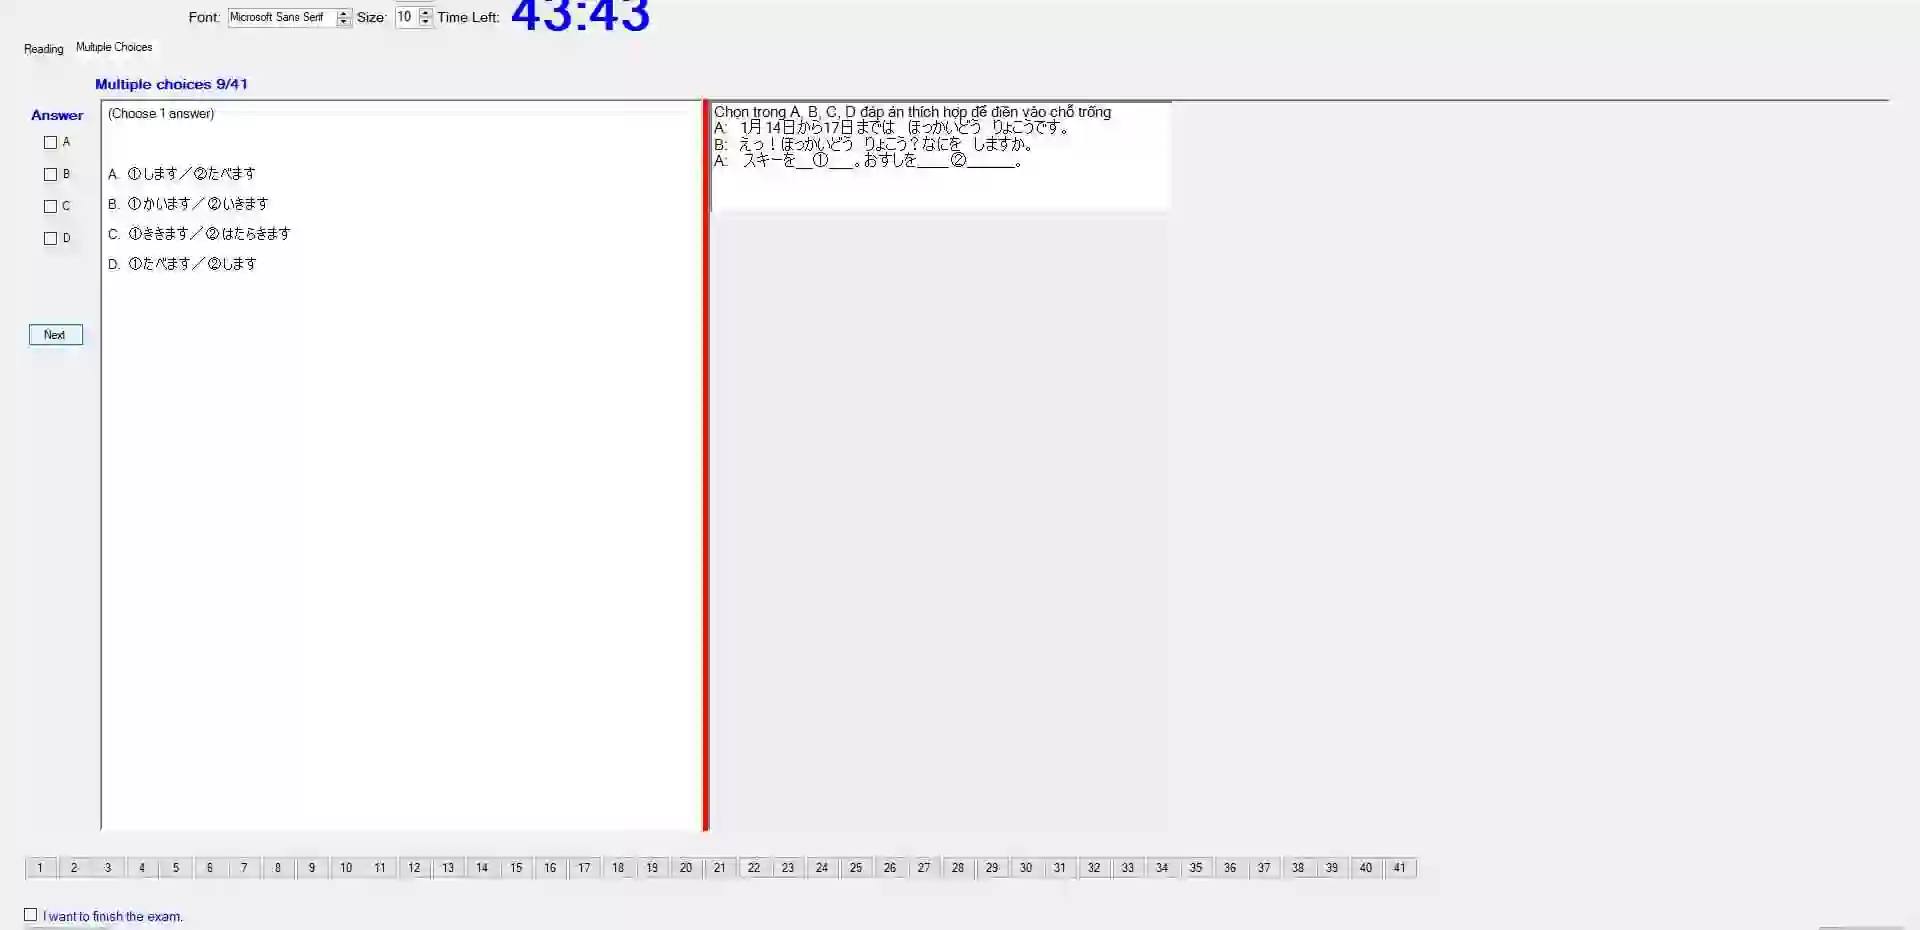 Font: Microsoft Sans Serif Size: 10 Time Left: 43:43
Reading Multiple Choices
Multiple choices 9/41
Answer
A
B
C
D
Next
(Choose 1 answer)
A. ①します／②たべます
B. ①かいます／②いきます
C. ①ききます／②はたらきます
D. ①たべます／②します
Chọn trong A, B, C, D đáp án thích hợp để điền vào chỗ trống
A: 1月 14日から17日までは ほっかいどう りょこうです。
B: えっ！ほっかいどう りょこう？なにを しますか。
A: スキーを__①___。おすしを____②______。
1 2 3 4 5 6 7 8 9 10 11 12 13 14 15 16 17 18 19 20 21 22 23 24 25 26 27 28 29 30 31 32 33 34 35 36 37 38 39 40 41
I want to finish the exam.